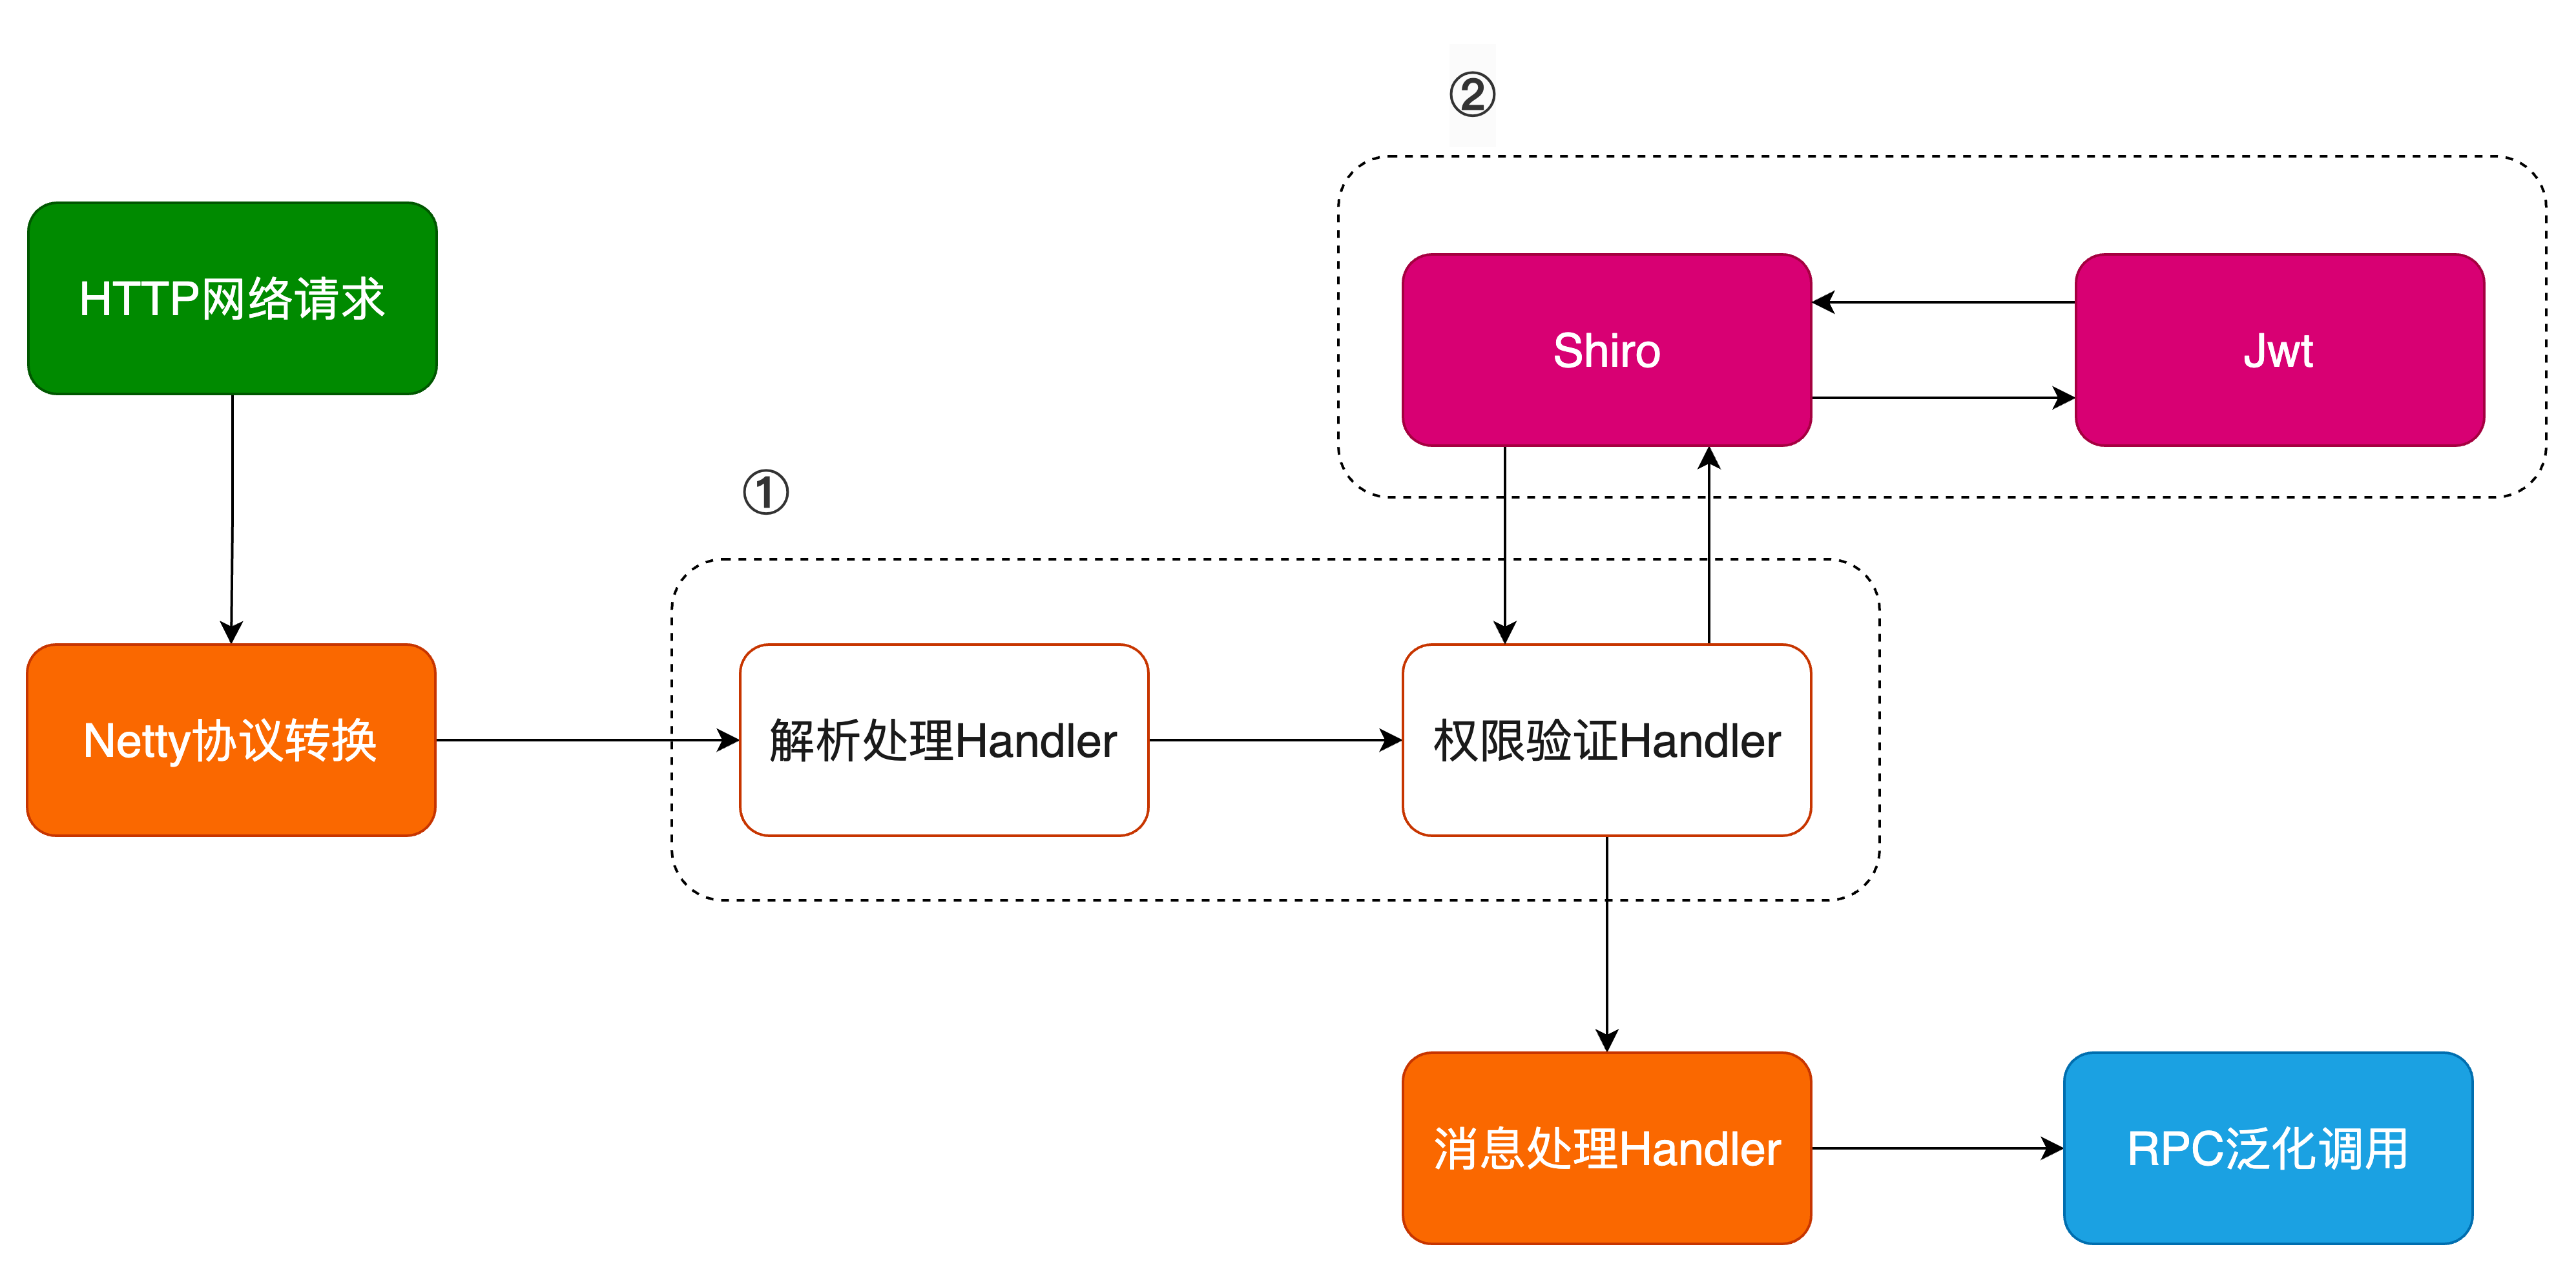 ②
HTTP网络请求
Shiro
Jwt
①
Netty协议转换
解析处理Handler
权限验证Handler
消息处理Handler
RPC泛化调用